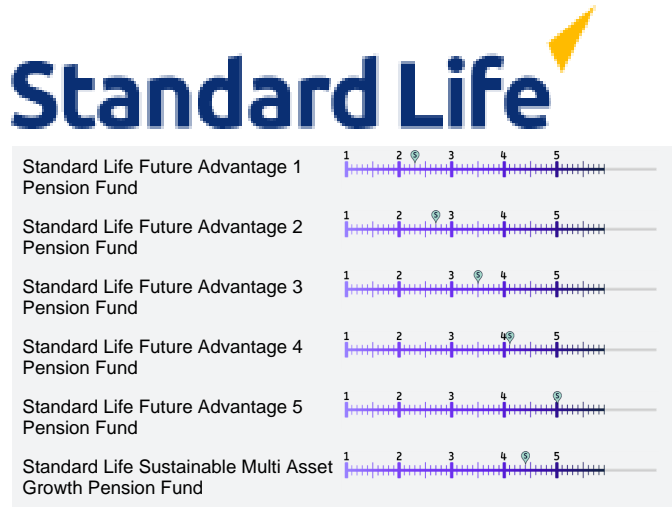 Standard Life
1 2 S 3 4 5
Standard Life Future Advantage 1
Pension Fund
1 2 S 3 4 5
Standard Life Future Advantage 2
Pension Fund
1 2 3 S 4 5
Standard Life Future Advantage 3
Pension Fund
1 2 3 4 S 5
Standard Life Future Advantage 4
Pension Fund
1 2 3 4 S
Standard Life Future Advantage 5
Pension Fund
1 2 3 4 S 5
Standard Life Sustainable Multi Asset
Growth Pension Fund